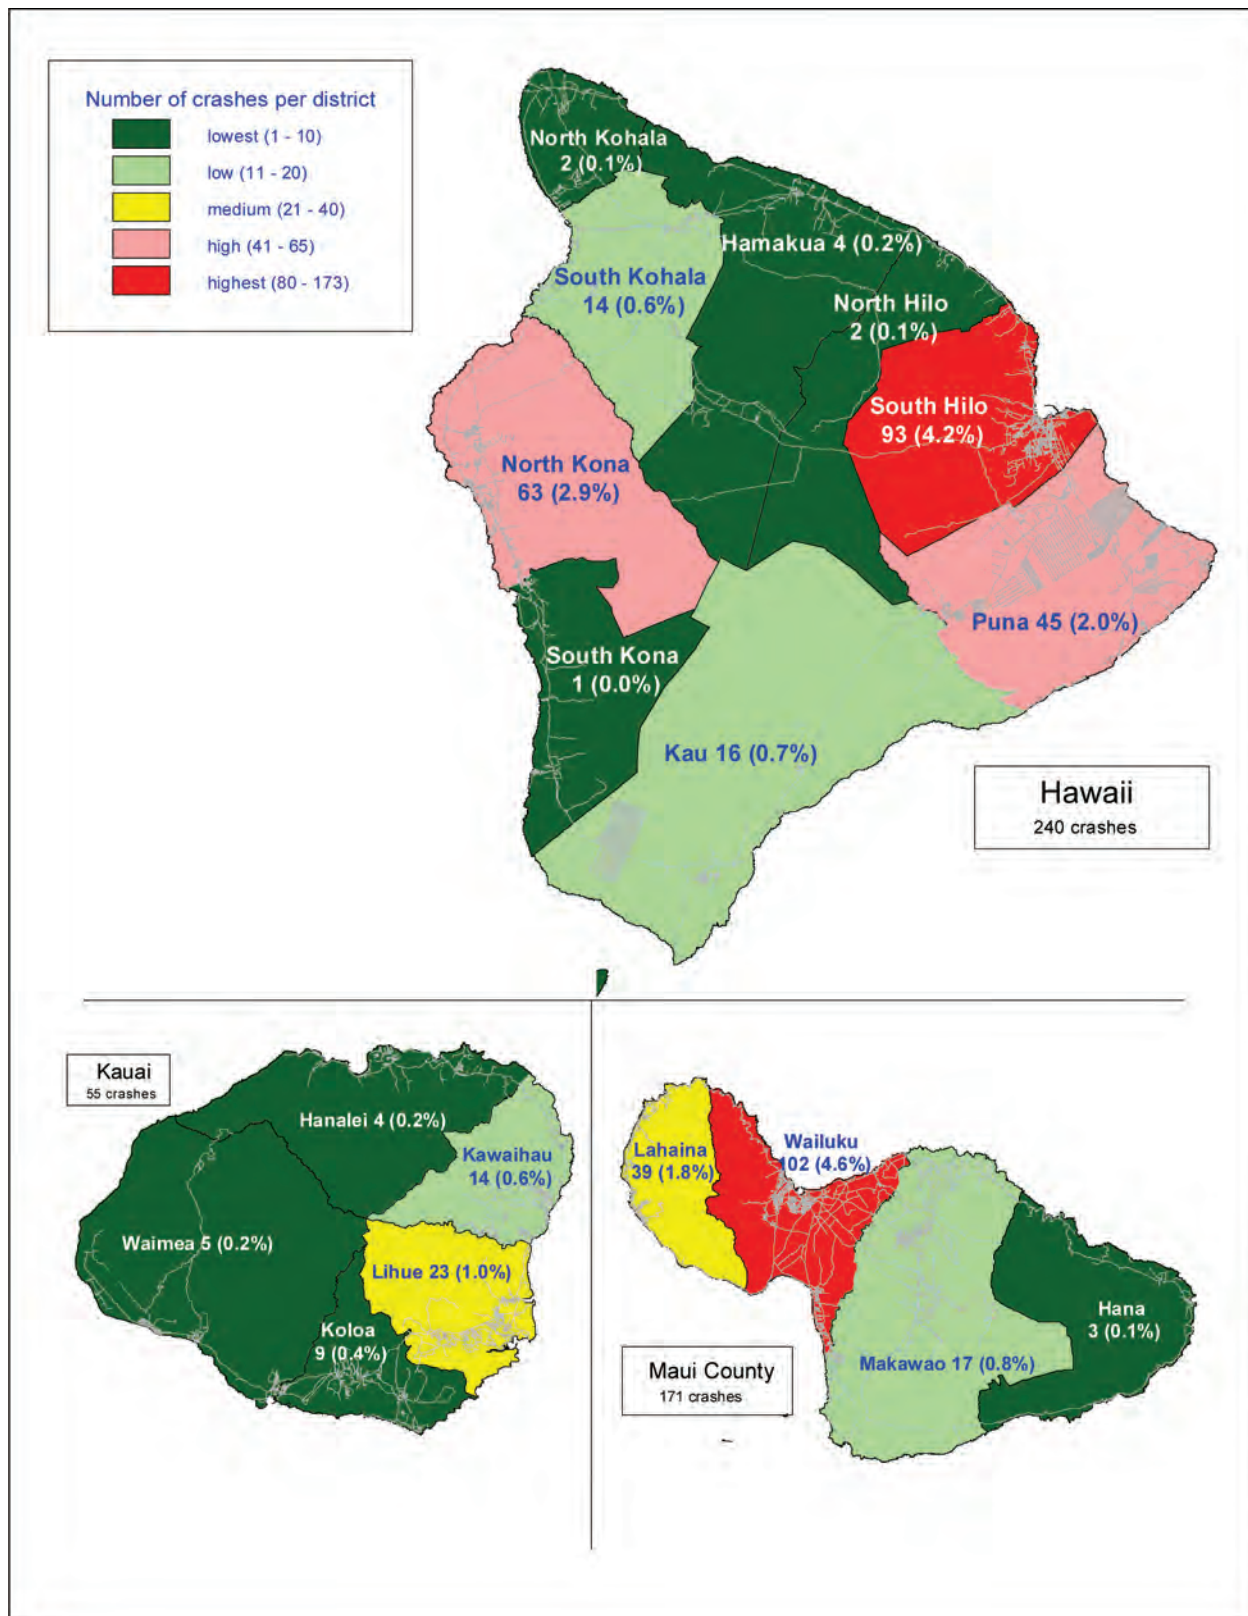 Number of crashes per district
lowest (1 - 10)
low (11 - 20)
medium (21 - 40)
high (41 - 65)
highest (80 - 173)
North Kohala
2 (0.1%)
Hamakua 4 (0.2%)
South Kohala
14 (0.6%)
North Hilo
2 (0.1%)
South Hilo
93 (4.2%)
North Kona
63 (2.9%)
Puna 45 (2.0%)
South Kona
1 (0.0%)
Kau 16 (0.7%)
Hawaii
240 crashes
Kauai
55 crashes
Hanalei 4 (0.2%)
Kawaihau
14 (0.6%)
Waimea 5 (0.2%)
Lihue 23 (1.0%)
Koloa
9 (0.4%)
Lahaina
39 (1.8%)
Wailuku
102 (4.6%)
Hana
3 (0.1%)
Makawao 17 (0.8%)
Maui County
171 crashes